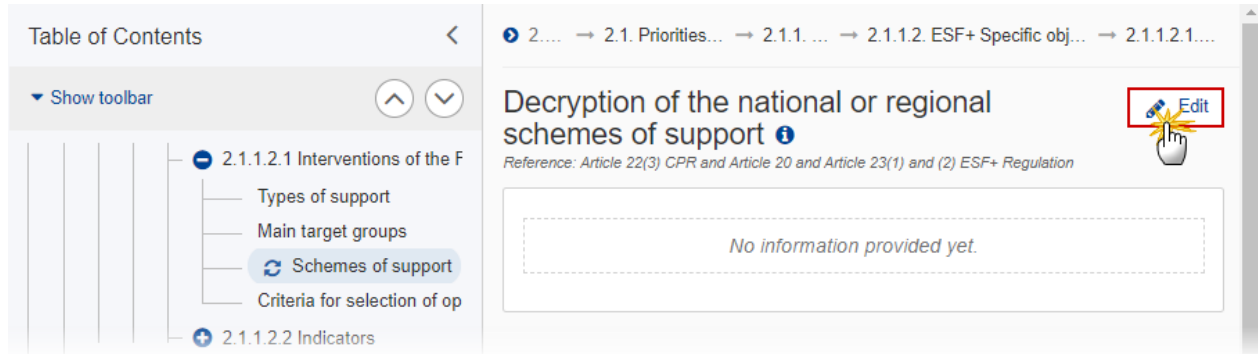 Table of Contents
2.... → 2.1. Priorities... → 2.1.1. ... → 2.1.1.2. ESF+ Specific obj... → 2.1.1.2.1....
Show toolbar
Decryption of the national or regional
schemes of support
Edit
Reference: Article 22(3) CPR and Article 20 and Article 23(1) and (2) ESF+ Regulation
2.1.1.2.1 Interventions of the F
Types of support
Main target groups
Schemes of support
Criteria for selection of op
2.1.1.2.2 Indicators
No information provided yet.